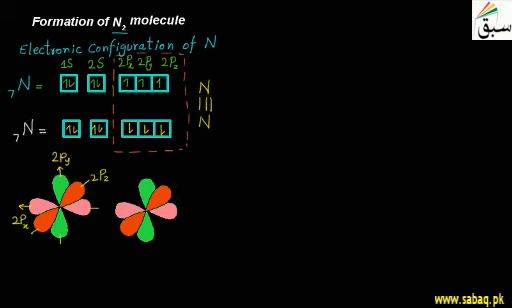 Formation of N2 molecule
سبق
Electronic Configuration of N
1S 2S 2Px 2Py 2Pz
7N =
N
|||
N
7N =
2Py
2Pz
2Px
www.sabaq.pk